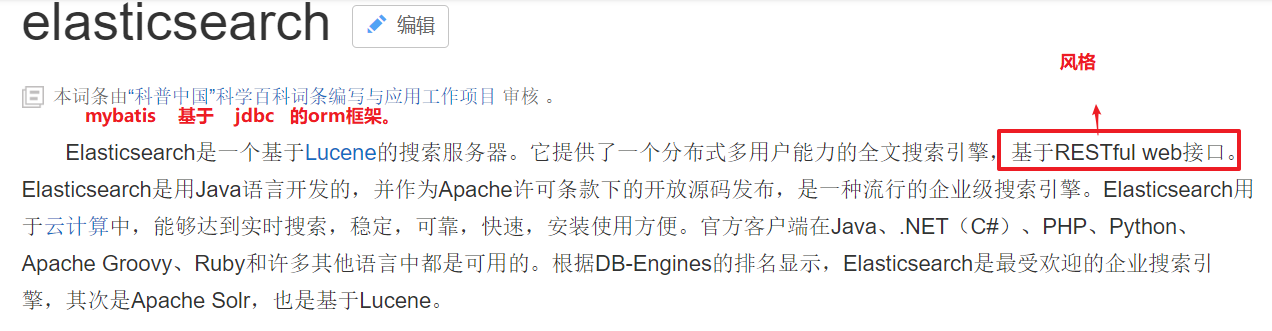 elasticsearch 编辑
风格
本词条由“科普中国”科学百科词条编写与应用工作项目 审核 。
mybatis 基于 jdbc 的orm框架。
Elasticsearch是一个基于Lucene的搜索服务器。它提供了一个分布式多用户能力的全文搜索引擎，基于RESTful web接口。
Elasticsearch是用Java语言开发的，并作为Apache许可条款下的开放源码发布，是一种流行的企业级搜索引擎。Elasticsearch用
于云计算中，能够达到实时搜索，稳定，可靠，快速，安装使用方便。官方客户端在Java、.NET（C#）、PHP、Python、
Apache Groovy、Ruby和许多其他语言中都是可用的。根据DB-Engines的排名显示，Elasticsearch是最受欢迎的企业搜索引
擎，其次是Apache Solr，也是基于Lucene。